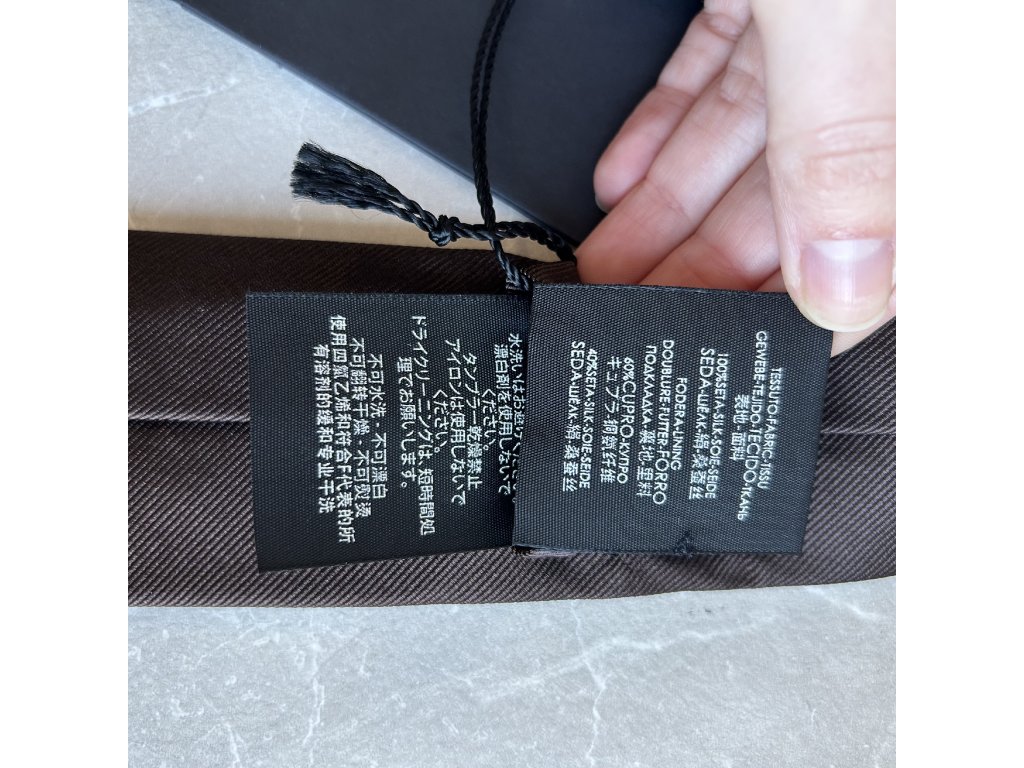 TESSUTO-FABRIC-TISSU
GEWEBE-TEJIDO-TECIDO-ткань
表地-面料
100%SETA-SILK-SOIE-SEIDE
SEDA-шёлк-絹-桑蚕丝
FODERA-LINING
DOUBLURE-FUTTER-FORRO
подкладка-裏地里料
60%CUPRO-купро
キュプラ-铜氨纤维
40%SETA-SILK-SOIE-SEIDE
SEDA-шёлк-絹-桑蚕丝
水洗いはお避けください
漂白剤を使用しないで
ください。
タンブラー乾燥禁止
アイロンは使用しないで
ください。
ドライクリーニングは、短時間処
理でお願いします。
不可水洗·不可漂白
不可翻转干燥·不可熨烫
使用四氯乙烯和符合F代表的所
有溶剂的缓和专业干洗